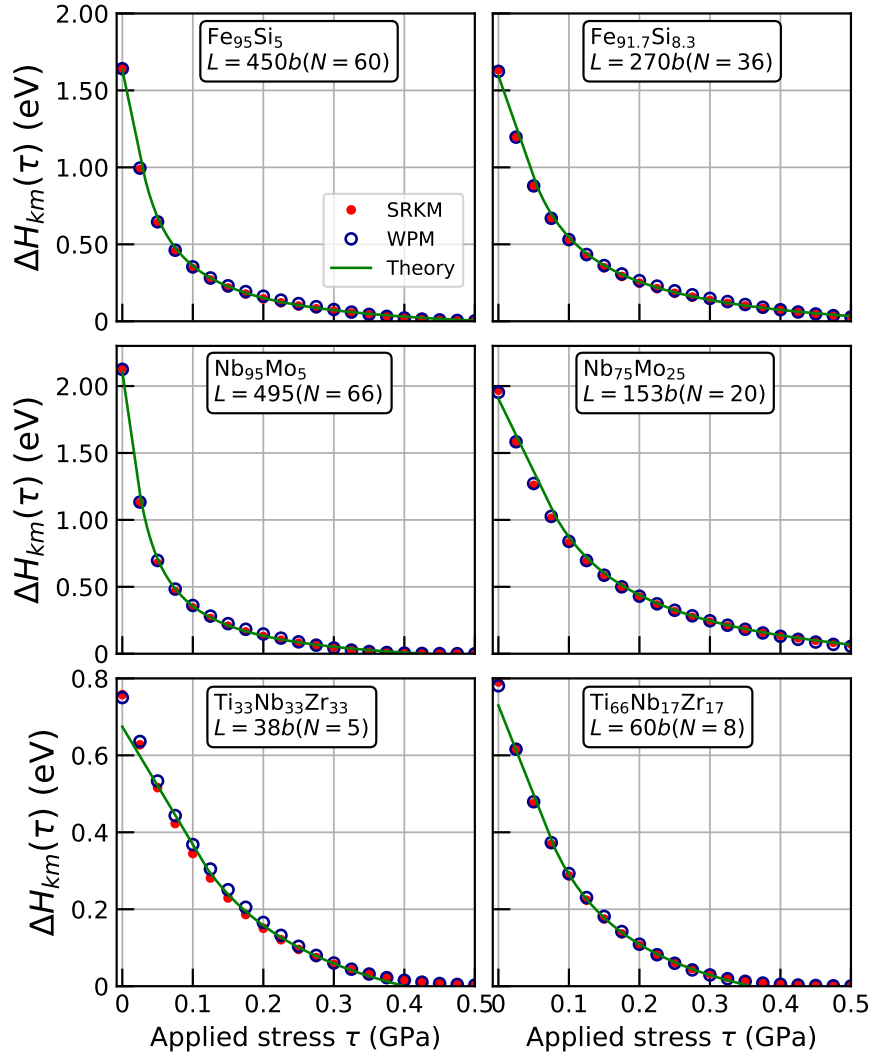 Fe₉₅Si₅
L = 450b(N = 60)
Fe₉₁.₇Si₈.₃
L = 270b(N = 36)
2.00
1.50
1.00
0.50
0
ΔHₖₘ(τ) (eV)
SRKM
WPM
Theory
Nb₉₅Mo₅
L = 495(N = 66)
Nb₇₅Mo₂₅
L = 153b(N = 20)
2.00
1.50
1.00
0.50
0
ΔHₖₘ(τ) (eV)
Ti₃₃Nb₃₃Zr₃₃
L = 38b(N = 5)
Ti₆₆Nb₁₇Zr₁₇
L = 60b(N = 8)
0.8
0.6
0.4
0.2
0
ΔHₖₘ(τ) (eV)
0 0.1 0.2 0.3 0.4 0.5
0 0.1 0.2 0.3 0.4 0.5
Applied stress τ (GPa)
Applied stress τ (GPa)